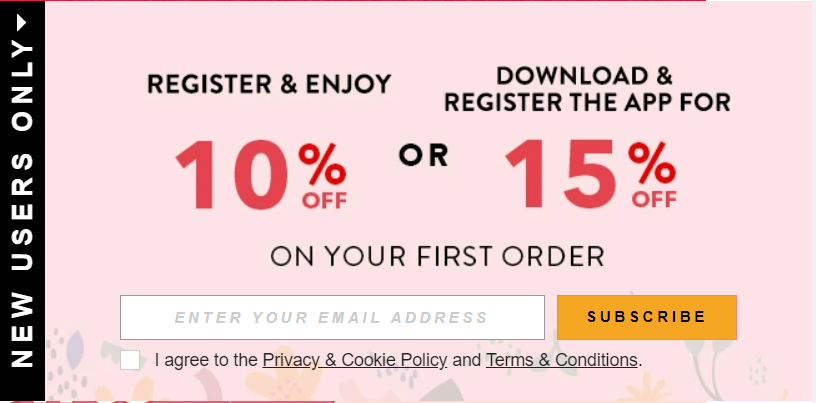 NEW USERS ONLY
REGISTER & ENJOY
10% OFF
OR
DOWNLOAD &
REGISTER THE APP FOR
15% OFF
ON YOUR FIRST ORDER
ENTER YOUR EMAIL ADDRESS
SUBSCRIBE
I agree to the Privacy & Cookie Policy and Terms & Conditions.